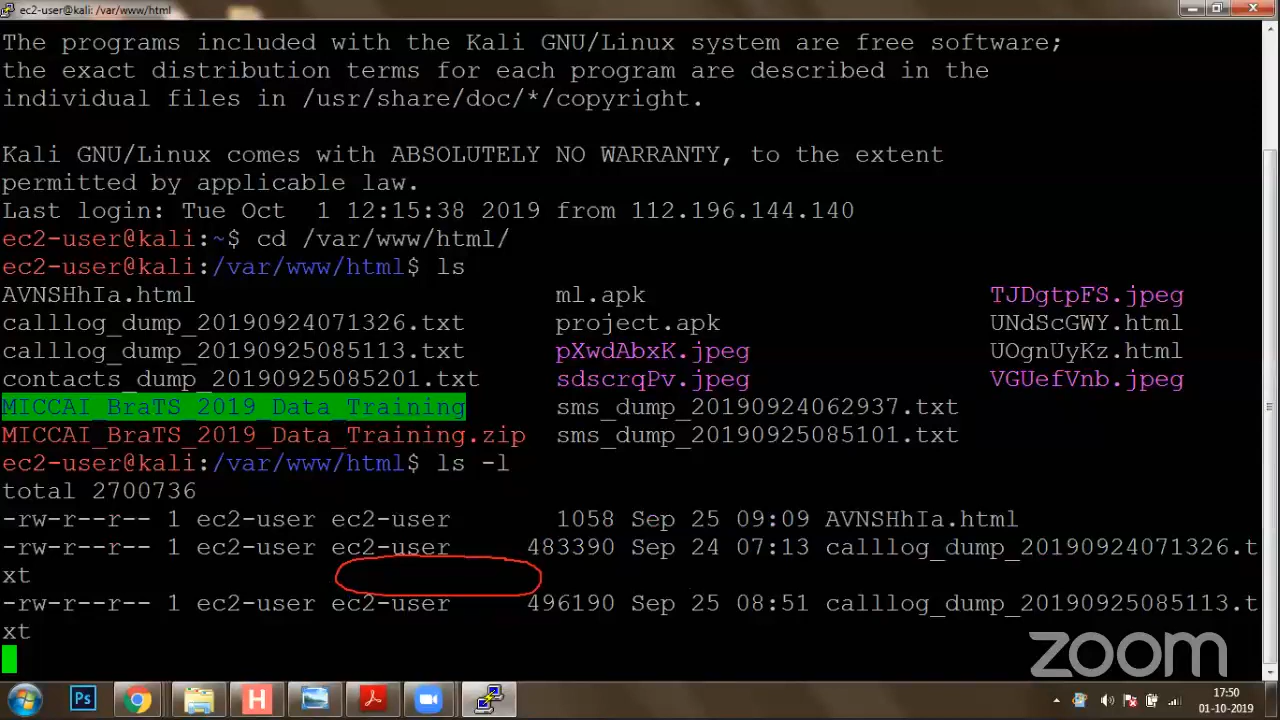 ec2-user@kali: /var/www/html
The programs included with the Kali GNU/Linux system are free software;
the exact distribution terms for each program are described in the
individual files in /usr/share/doc/*/copyright.
Kali GNU/Linux comes with ABSOLUTELY NO WARRANTY, to the extent
permitted by applicable law.
Last login: Tue Oct  1 12:15:38 2019 from 112.196.144.140
ec2-user@kali:~$ cd /var/www/html/
ec2-user@kali:/var/www/html$ ls
AVNSHhIa.html ml.apk TJDgtpFS.jpeg
calllog_dump_20190924071326.txt project.apk UNdScGWY.html
calllog_dump_20190925085113.txt pXwdAbxK.jpeg UOgnUyKz.html
contacts_dump_20190925085201.txt sdscrqPv.jpeg VGUefVnb.jpeg
MICCAI_BraTS_2019_Data_Training sms_dump_20190924062937.txt
MICCAI_BraTS_2019_Data_Training.zip sms_dump_20190925085101.txt
ec2-user@kali:/var/www/html$ ls -l
total 2700736
-rw-r--r-- 1 ec2-user ec2-user 1058 Sep 25 09:09 AVNSHhIa.html
-rw-r--r-- 1 ec2-user ec2-user 483390 Sep 24 07:13 calllog_dump_20190924071326.t
xt
-rw-r--r-- 1 ec2-user ec2-user 496190 Sep 25 08:51 calllog_dump_20190925085113.t
xt
zoom
Ps
H
17:50
01-10-2019